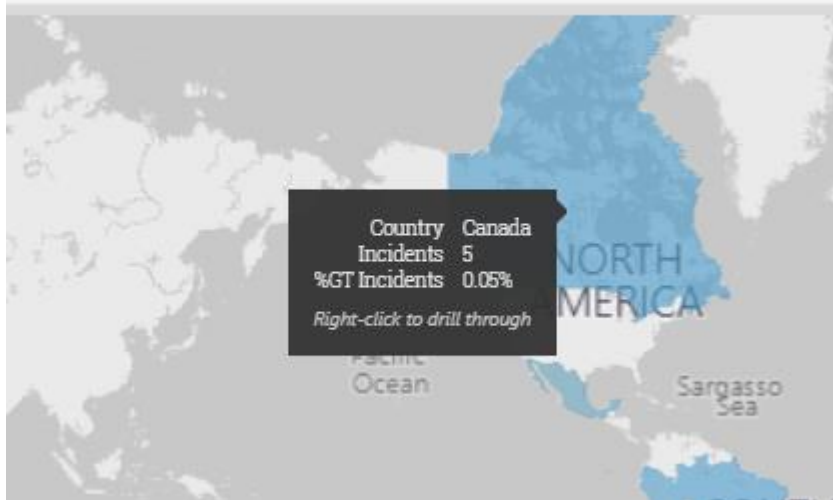 Country Canada
Incidents 5
%GT Incidents 0.05%
Right-click to drill through
NORTH
AMERICA
Pacific
Ocean
Sargasso
Sea